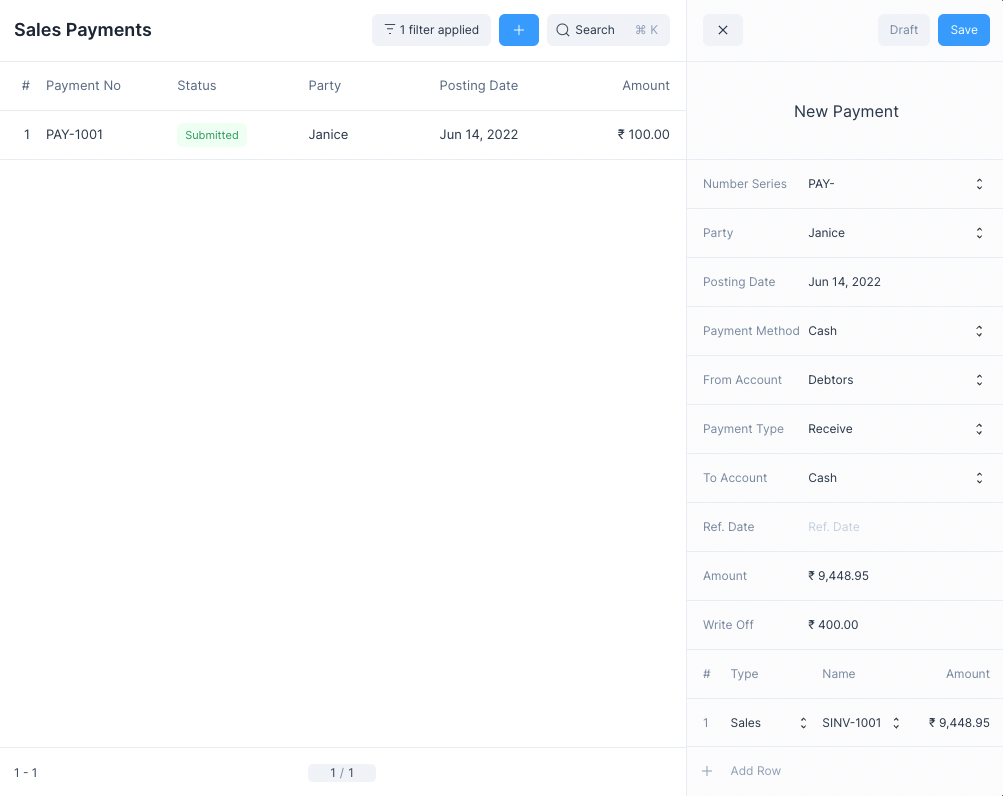 Sales Payments
1 filter applied
+
Search ⌘ K
# Payment No Status Party Posting Date Amount
1 PAY-1001 Submitted Janice Jun 14, 2022 ₹ 100.00
1 - 1
1 / 1
Draft
Save
New Payment
Number Series PAY-
Party Janice
Posting Date Jun 14, 2022
Payment Method Cash
From Account Debtors
Payment Type Receive
To Account Cash
Ref. Date Ref. Date
Amount ₹ 9,448.95
Write Off ₹ 400.00
# Type Name Amount
1 Sales SINV-1001 ₹ 9,448.95
+ Add Row